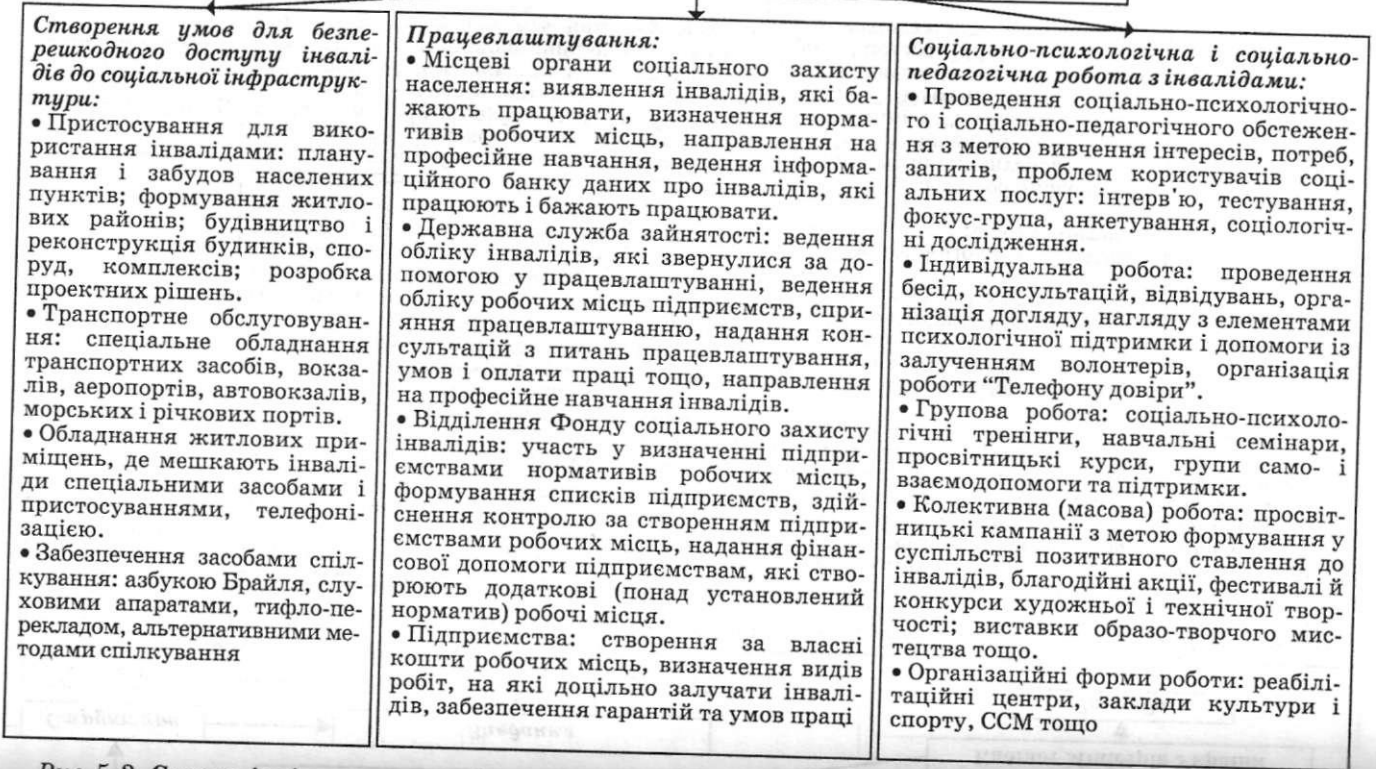 Створення умов для безпе-
решкодного доступу інвалі-
дів до соціальної інфраструк-
тури:
• Пристосування для вико-
ристання інвалідами: плану-
вання і забудов населених
пунктів; формування житло-
вих районів; будівництво і
реконструкція будинків, спо-
руд, комплексів; розробка
проектних рішень.
• Транспортне обслуговуван-
ня: спеціальне обладнання
транспортних засобів, вокза-
лів, аеропортів, автовокзалів,
морських і річкових портів.
• Обладнання житлових при-
міщень, де мешкають інвалі-
ди спеціальними засобами і
пристосуваннями, телефоні-
зацією.
• Забезпечення засобами спіл-
кування: азбукою Брайля, слу-
ховими апаратами, тифло-пе-
рекладом, альтернативними ме-
тодами спілкування
Працевлаштування:
• Місцеві органи соціального захисту
населення: виявлення інвалідів, які ба-
жають працювати, визначення норма-
тивів робочих місць, направлення на
професійне навчання, ведення інформа-
ційного банку даних про інвалідів, які
працюють і бажають працювати.
• Державна служба зайнятості: ведення
обліку інвалідів, які звернулися за до-
помогою у працевлаштуванні, ведення
обліку робочих місць підприємств, спри-
яння працевлаштуванню, надання кон-
сультацій з питань працевлаштування,
умов і оплати праці тощо, направлення
на професійне навчання інвалідів.
• Відділення Фонду соціального захисту
інвалідів: участь у визначенні підпри-
ємствами нормативів робочих місць,
формування списків підприємств, здій-
снення контролю за створенням підпри-
ємствами робочих місць, надання фінан-
сової допомоги підприємствам, які ство-
рюють додаткові (понад установлений
норматив) робочі місця.
• Підприємства: створення за власні
кошти робочих місць, визначення видів
робіт, на які доцільно залучати інвалі-
дів, забезпечення гарантій та умов праці
Соціально-психологічна і соціально-
педагогічна робота з інвалідами:
• Проведення соціально-психологічно-
го і соціально-педагогічного обстежен-
ня з метою вивчення інтересів, потреб,
запитів, проблем користувачів соці-
альних послуг: інтерв'ю, тестування,
фокус-група, анкетування, соціологіч-
ні дослідження.
• Індивідуальна робота: проведення
бесід, консультацій, відвідувань, орга-
нізація догляду, нагляду з елементами
психологічної підтримки і допомоги із
залученням волонтерів, організація
роботи “Телефону довіри”.
• Групова робота: соціально-психоло-
гічні тренінги, навчальні семінари,
просвітницькі курси, групи само- і
взаємодопомоги та підтримки.
• Колективна (масова) робота: просвіт-
ницькі кампанії з метою формування у
суспільстві позитивного ставлення до
інвалідів, благодійні акції, фестивалі й
конкурси художньої і технічної твор-
чості; виставки образо-творчого мис-
тецтва тощо.
• Організаційні форми роботи: реабілі-
таційні центри, заклади культури і
спорту, ССМ тощо